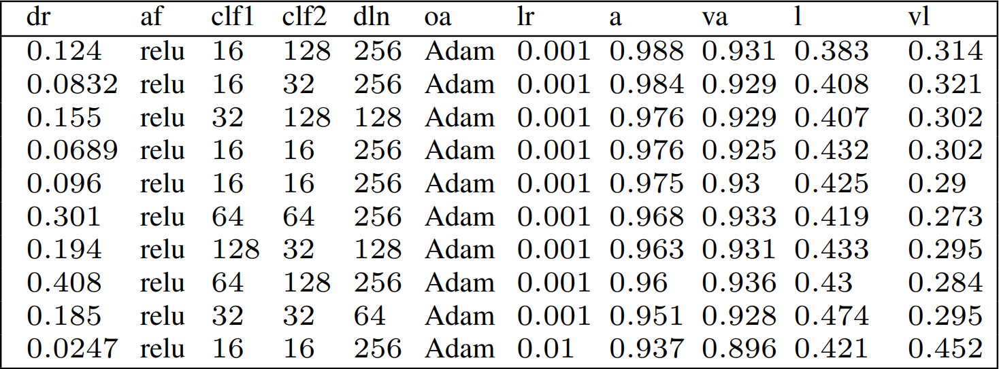 dr af clf1 clf2 dln oa lr a va l vl
0.124 relu 16 128 256 Adam 0.001 0.988 0.931 0.383 0.314
0.0832 relu 16 32 256 Adam 0.001 0.984 0.929 0.408 0.321
0.155 relu 32 128 128 Adam 0.001 0.976 0.929 0.407 0.302
0.0689 relu 16 16 256 Adam 0.001 0.976 0.925 0.432 0.302
0.096 relu 16 16 256 Adam 0.001 0.975 0.93 0.425 0.29
0.301 relu 64 64 256 Adam 0.001 0.968 0.933 0.419 0.273
0.194 relu 128 32 128 Adam 0.001 0.963 0.931 0.433 0.295
0.408 relu 64 128 256 Adam 0.001 0.96 0.936 0.43 0.284
0.185 relu 32 32 64 Adam 0.001 0.951 0.928 0.474 0.295
0.0247 relu 16 16 256 Adam 0.01 0.937 0.896 0.421 0.452